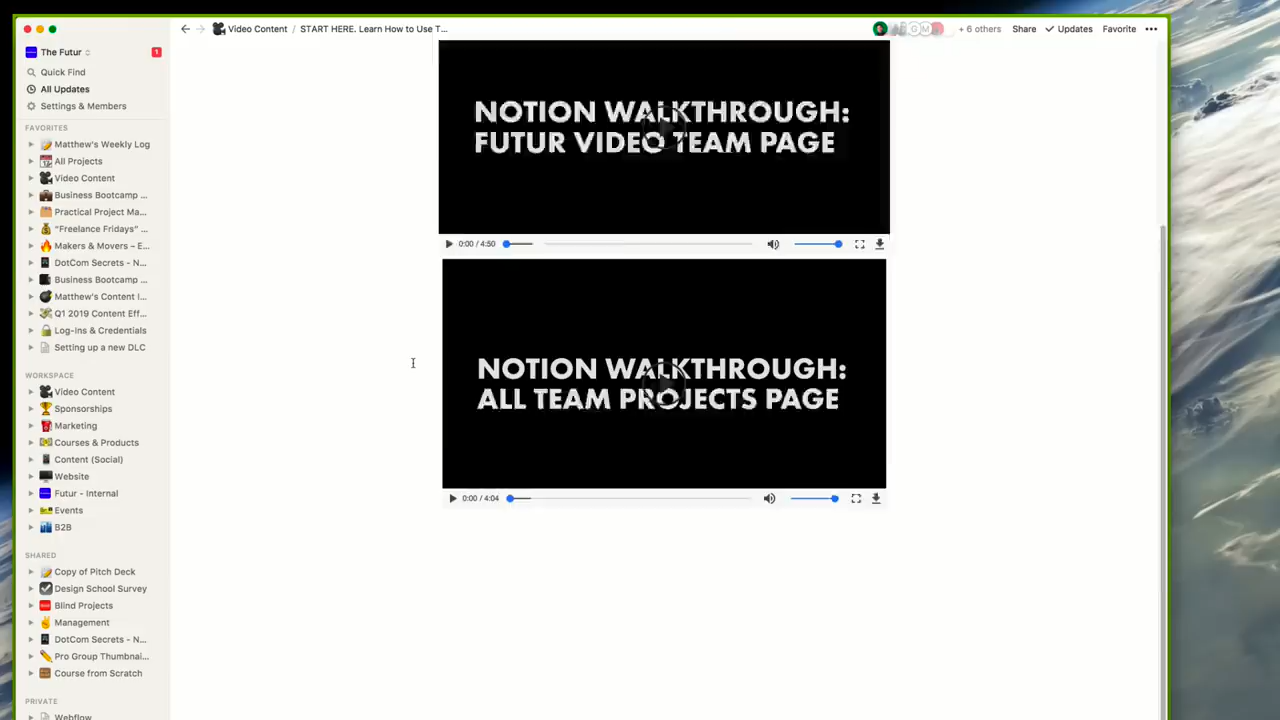 Video Content / START HERE. Learn How to Use T...
+ 6 others Share Updates Favorite
The Futur 1
Quick Find
All Updates
Settings & Members
FAVORITES
Matthew's Weekly Log
All Projects
Video Content
Business Bootcamp ...
Practical Project Ma...
"Freelance Fridays" ...
Makers & Movers – E...
DotCom Secrets - N...
Business Bootcamp ...
Matthew's Content I...
Q1 2019 Content Eff...
Log-ins & Credentials
Setting up a new DLC
WORKSPACE
Video Content
Sponsorships
Marketing
Courses & Products
Content (Social)
Website
Futur - Internal
Events
B2B
SHARED
Copy of Pitch Deck
Design School Survey
Blind Projects
Management
DotCom Secrets - N...
Pro Group Thumbnai...
Course from Scratch
PRIVATE
Webflow
NOTION WALKTHROUGH:
FUTUR VIDEO TEAM PAGE
0:00 / 4:50
NOTION WALKTHROUGH:
ALL TEAM PROJECTS PAGE
0:00 / 4:04